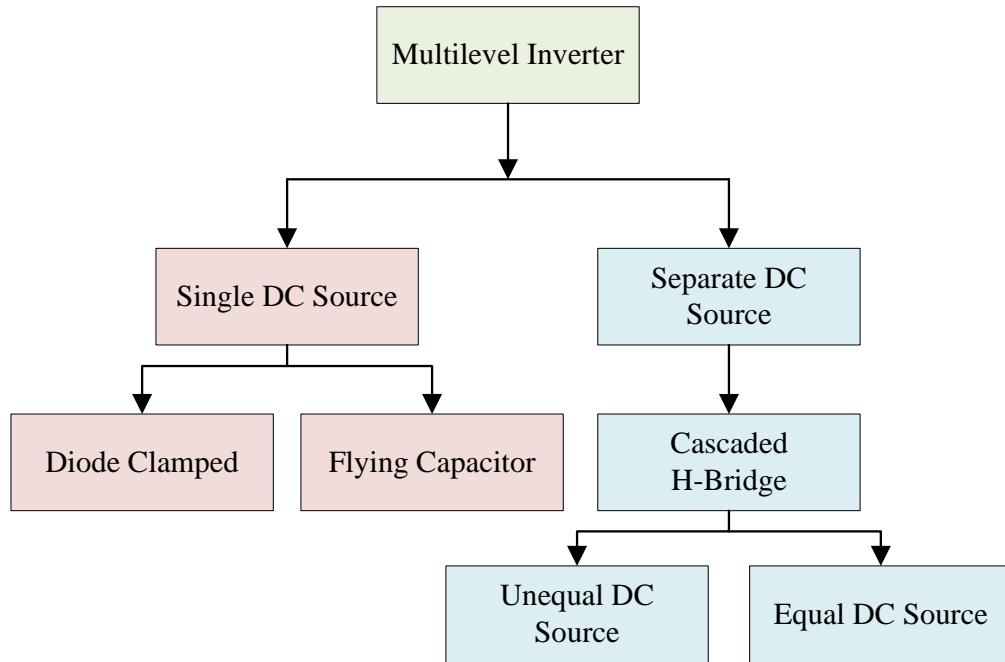 Multilevel Inverter
Single DC Source
Separate DC
Source
Diode Clamped
Flying Capacitor
Cascaded
H-Bridge
Unequal DC
Source
Equal DC Source